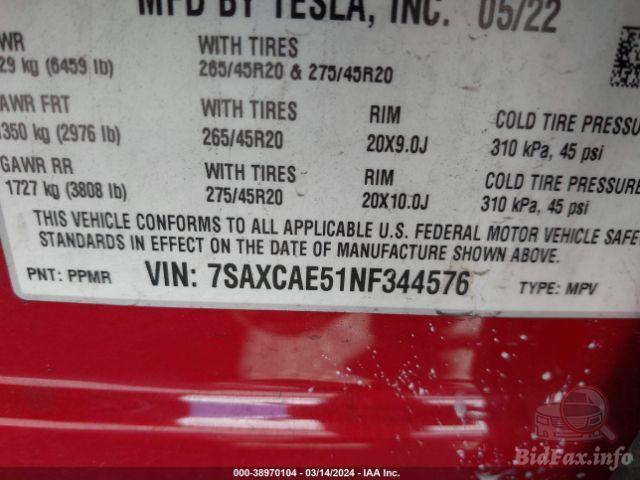 MFD BY TESLA, INC. 05/22
WR WITH TIRES
29 kg (6459 lb) 265/45R20 & 275/45R20
AWR FRT WITH TIRES RIM COLD TIRE PRESSU
1350 kg (2976 lb) 265/45R20 20X9.0J 310 kPa, 45 psi
GAWR RR WITH TIRES RIM COLD TIRE PRESSURE
1727 kg (3808 lb) 275/45R20 20X10.0J 310 kPa, 45 psi
THIS VEHICLE CONFORMS TO ALL APPLICABLE U.S. FEDERAL MOTOR VEHICLE SAFE
STANDARDS IN EFFECT ON THE DATE OF MANUFACTURE SHOWN ABOVE.
PNT: PPMR VIN: 7SAXCAE51NF344576 TYPE: MPV
BidFax.info
000-38970104 - 03/14/2024 - IAA Inc.